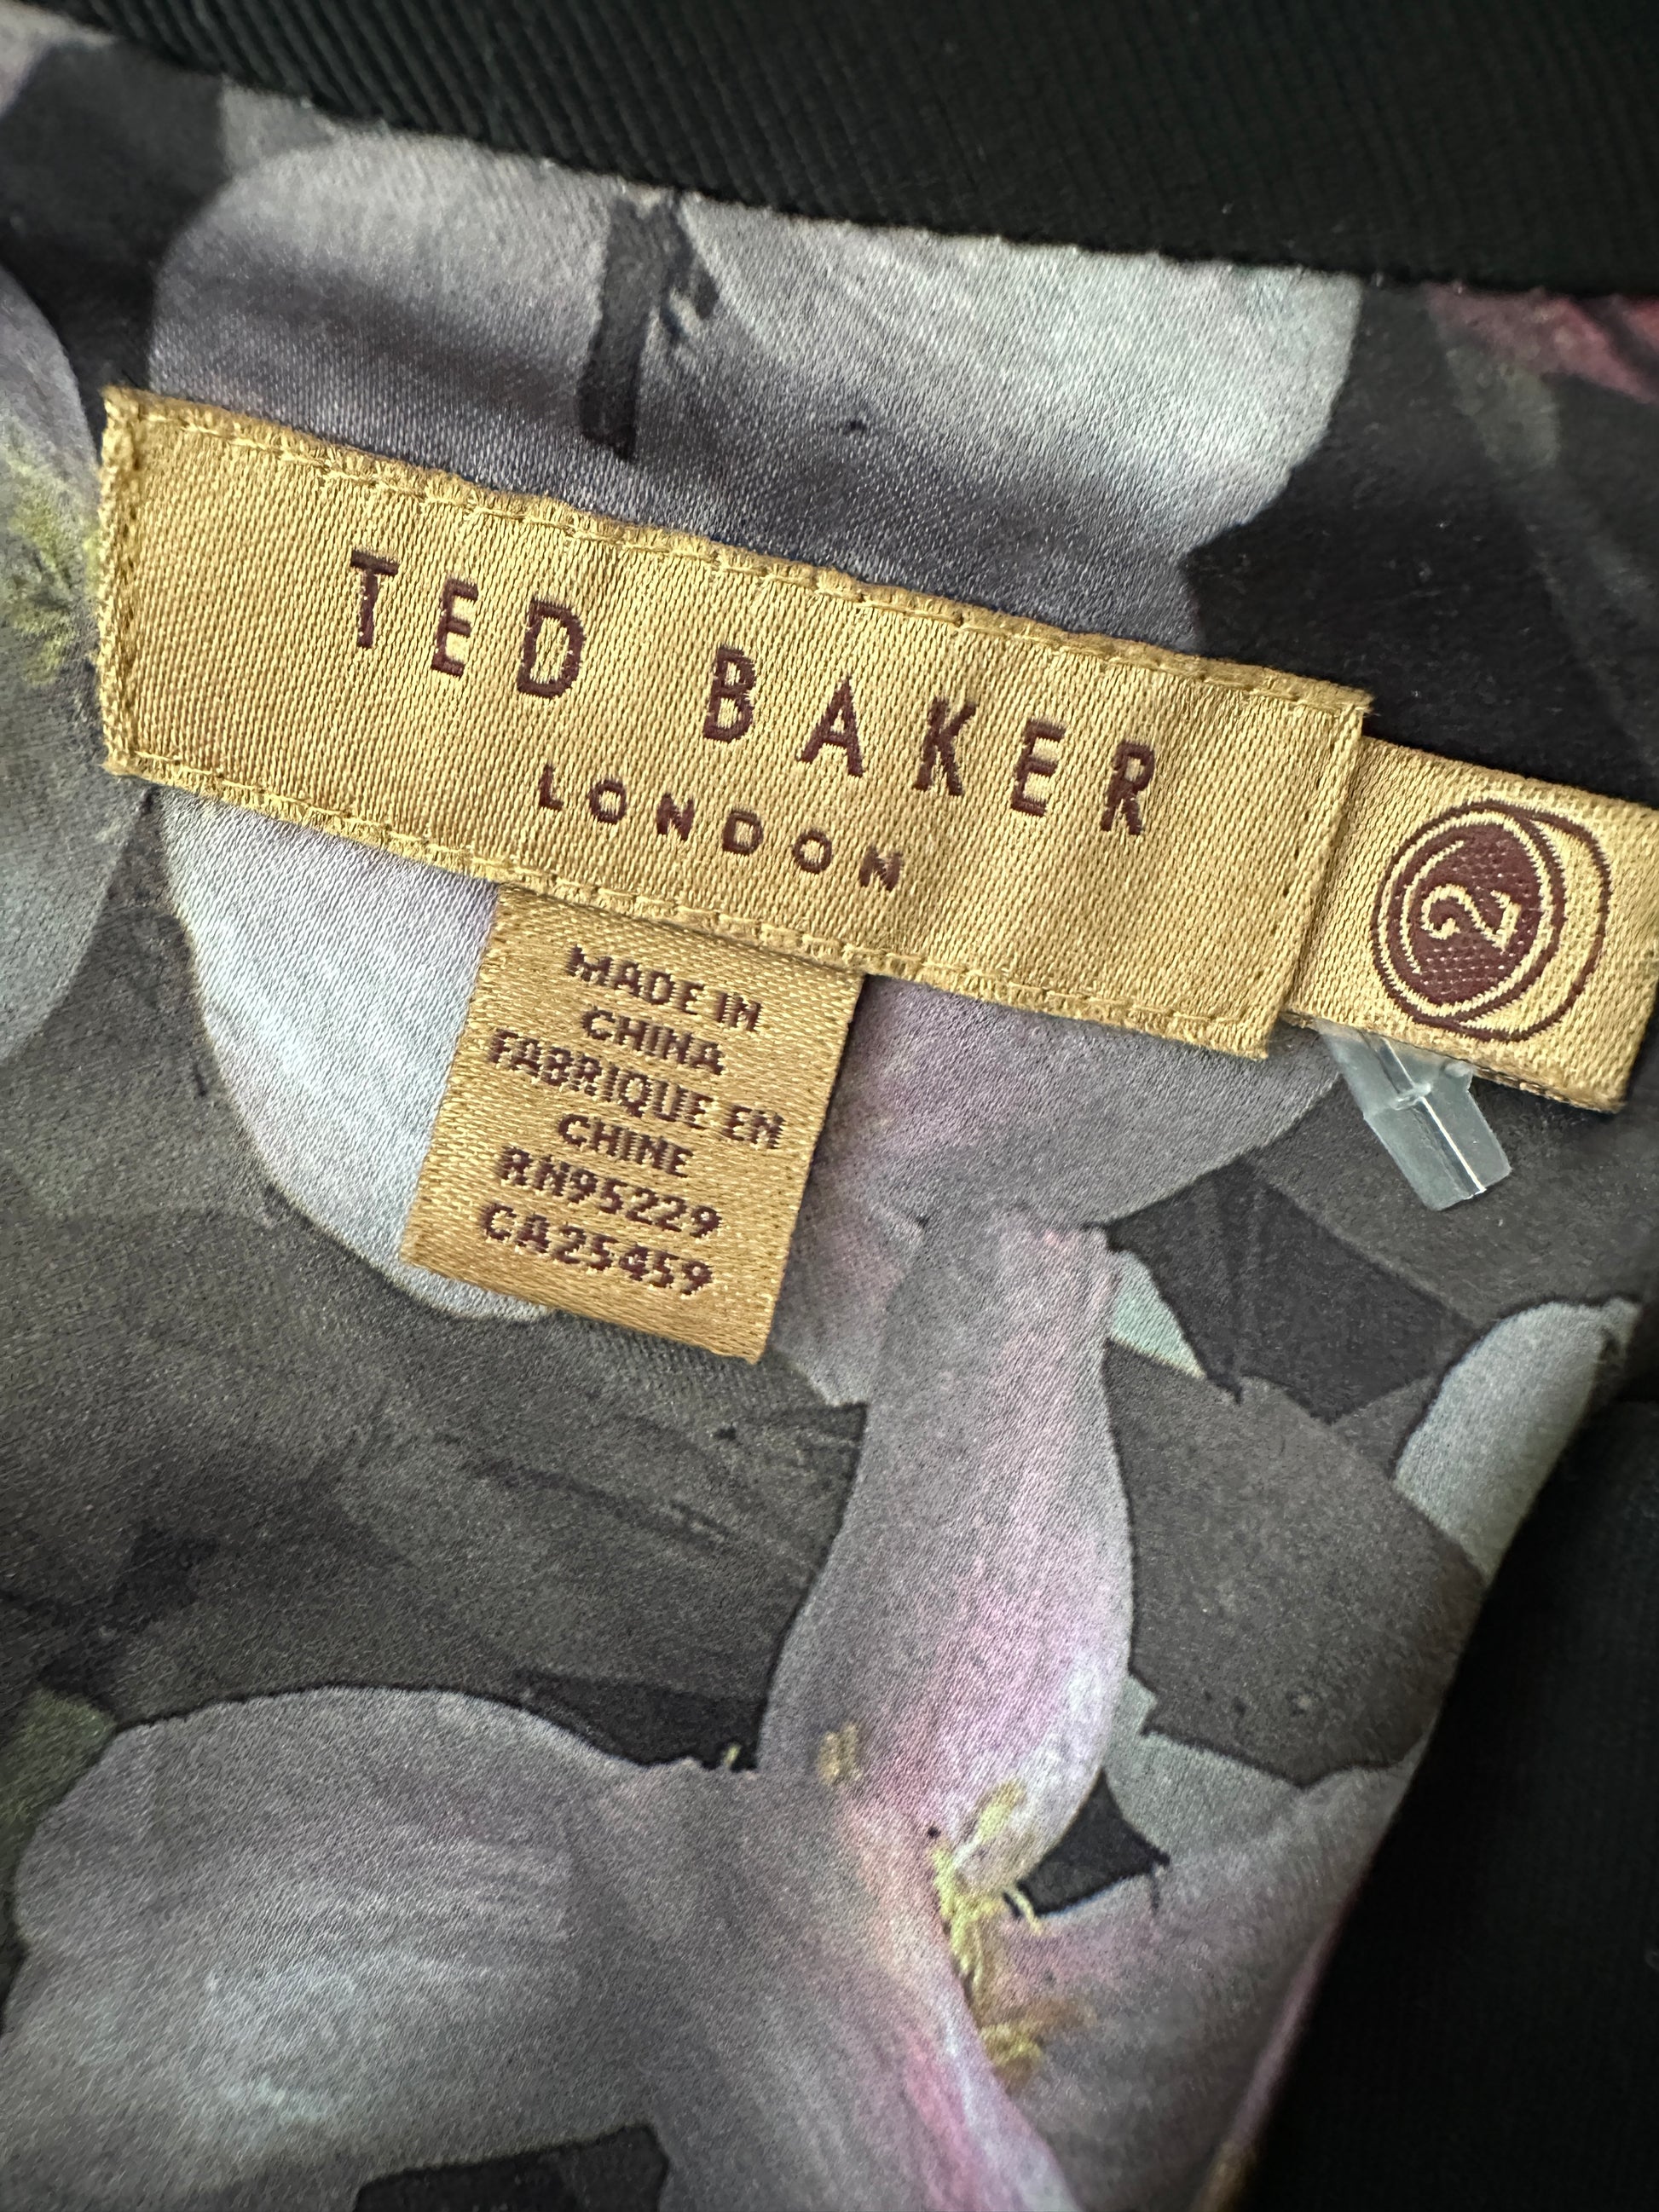 TED BAKER
LONDON
2
MADE IN
CHINA
FABRIQUE EN
CHINE
RN95229
CA25459